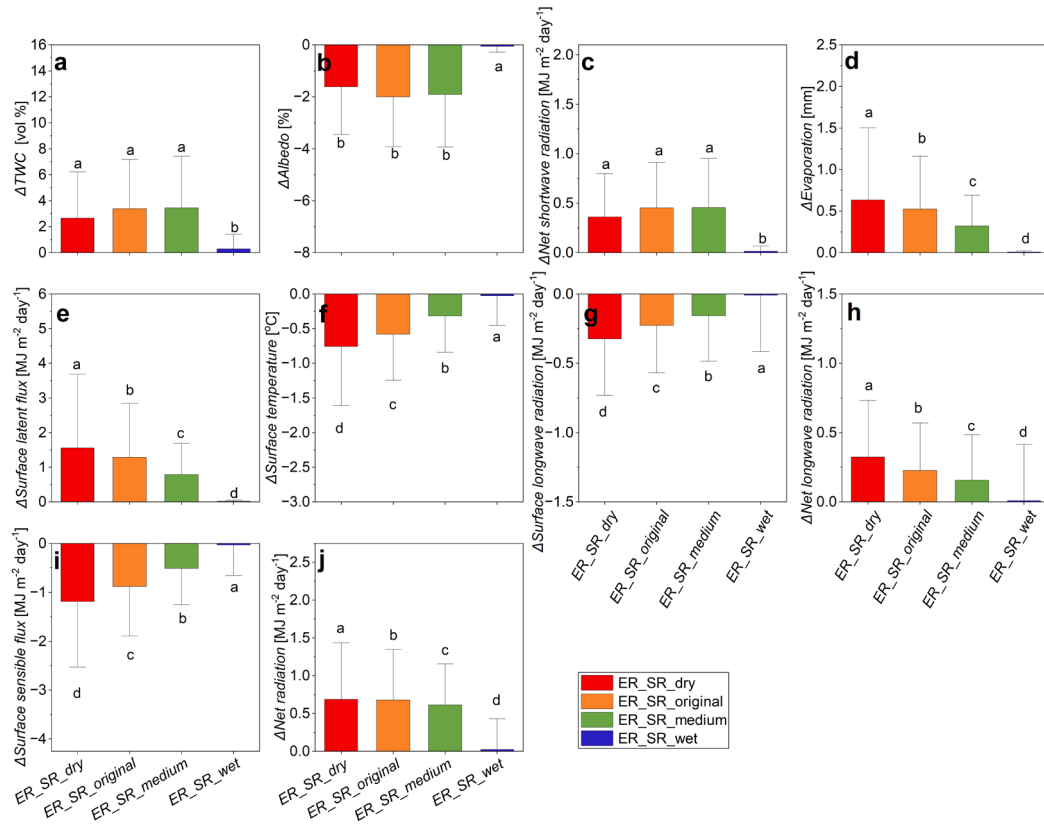 a
ΔTWC [vol %]
16
14
12
10
8
6
4
2
0
a
a
a
b
b
ΔAlbedo [%]
0
−2
−4
−6
−8
b
b
b
a
c
ΔNet shortwave radiation [MJ m⁻² day⁻¹]
2.0
1.5
1.0
0.5
0.0
a
a
a
b
d
ΔEvaporation [mm]
2.5
2.0
1.5
1.0
0.5
0.0
a
b
c
d
e
ΔSurface latent flux [MJ m⁻² day⁻¹]
6
5
4
3
2
1
0
a
b
c
d
f
ΔSurface temperature [ºC]
0.0
−0.5
−1.0
−1.5
−2.0
−2.5
−3.0
d
c
b
a
g
ΔSurface longwave radiation [MJ m⁻² day⁻¹]
0.0
−0.5
−1.0
−1.5
d
c
b
a
ER_SR_dry
ER_SR_original
ER_SR_medium
ER_SR_wet
h
ΔNet longwave radiation [MJ m⁻² day⁻¹]
1.5
1.0
0.5
0.0
a
b
c
d
ER_SR_dry
ER_SR_original
ER_SR_medium
ER_SR_wet
i
ΔSurface sensible flux [MJ m⁻² day⁻¹]
0
−1
−2
−3
−4
d
c
b
a
ER_SR_dry
ER_SR_original
ER_SR_medium
ER_SR_wet
j
ΔNet radiation [MJ m⁻² day⁻¹]
2.5
2.0
1.5
1.0
0.5
0.0
a
b
c
d
ER_SR_dry
ER_SR_original
ER_SR_medium
ER_SR_wet
ER_SR_dry
ER_SR_original
ER_SR_medium
ER_SR_wet